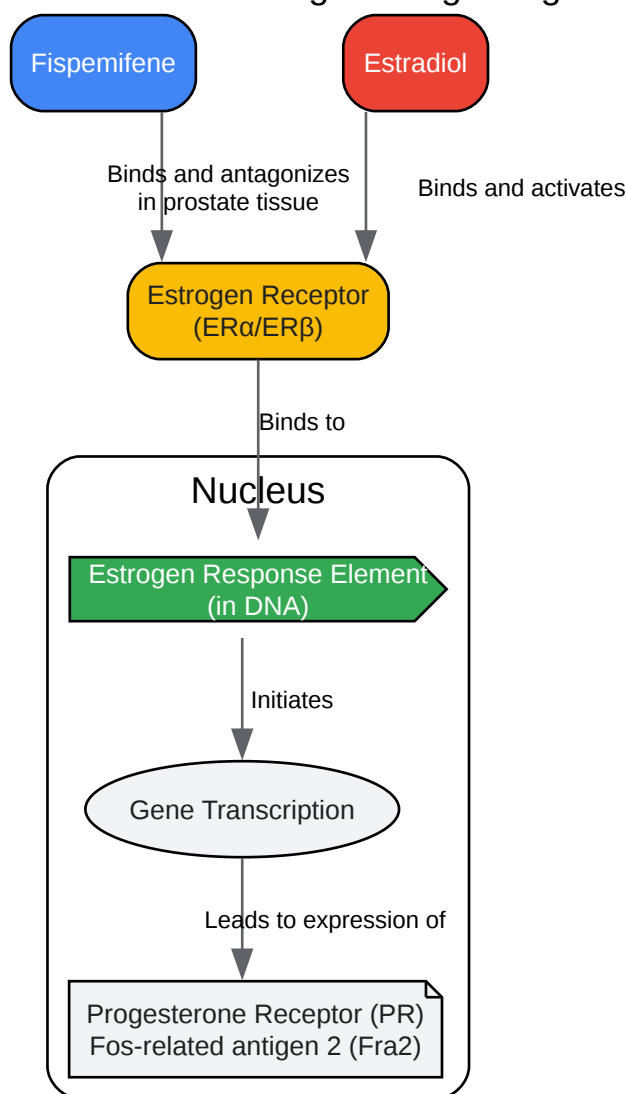 Fispemifene
Estradiol
Binds and antagonizes
in prostate tissue
Binds and activates
Estrogen Receptor
(ERα/ERβ)
Binds to
Nucleus
Estrogen Response Element
(in DNA)
Initiates
Gene Transcription
Leads to expression of
Progesterone Receptor (PR)
Fos-related antigen 2 (Fra2)